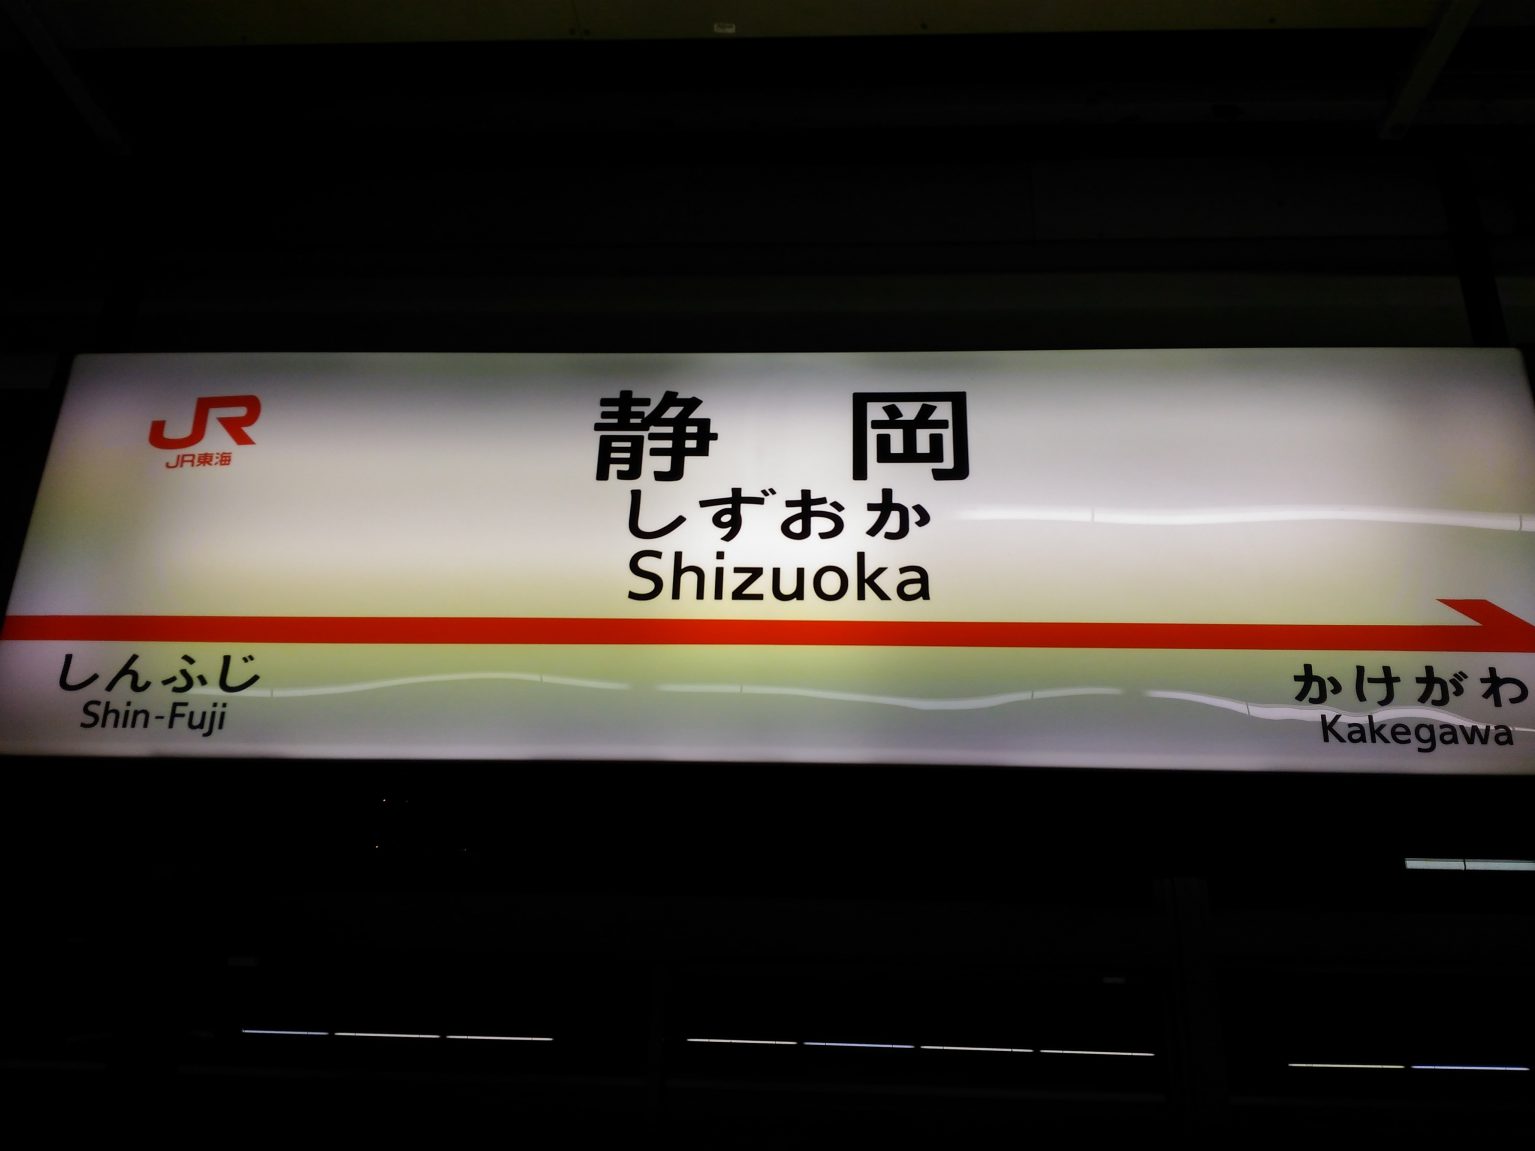 JR
JR東海
静岡
しずおか
Shizuoka
しんふじ
Shin-Fuji
かけがわ
Kakegawa